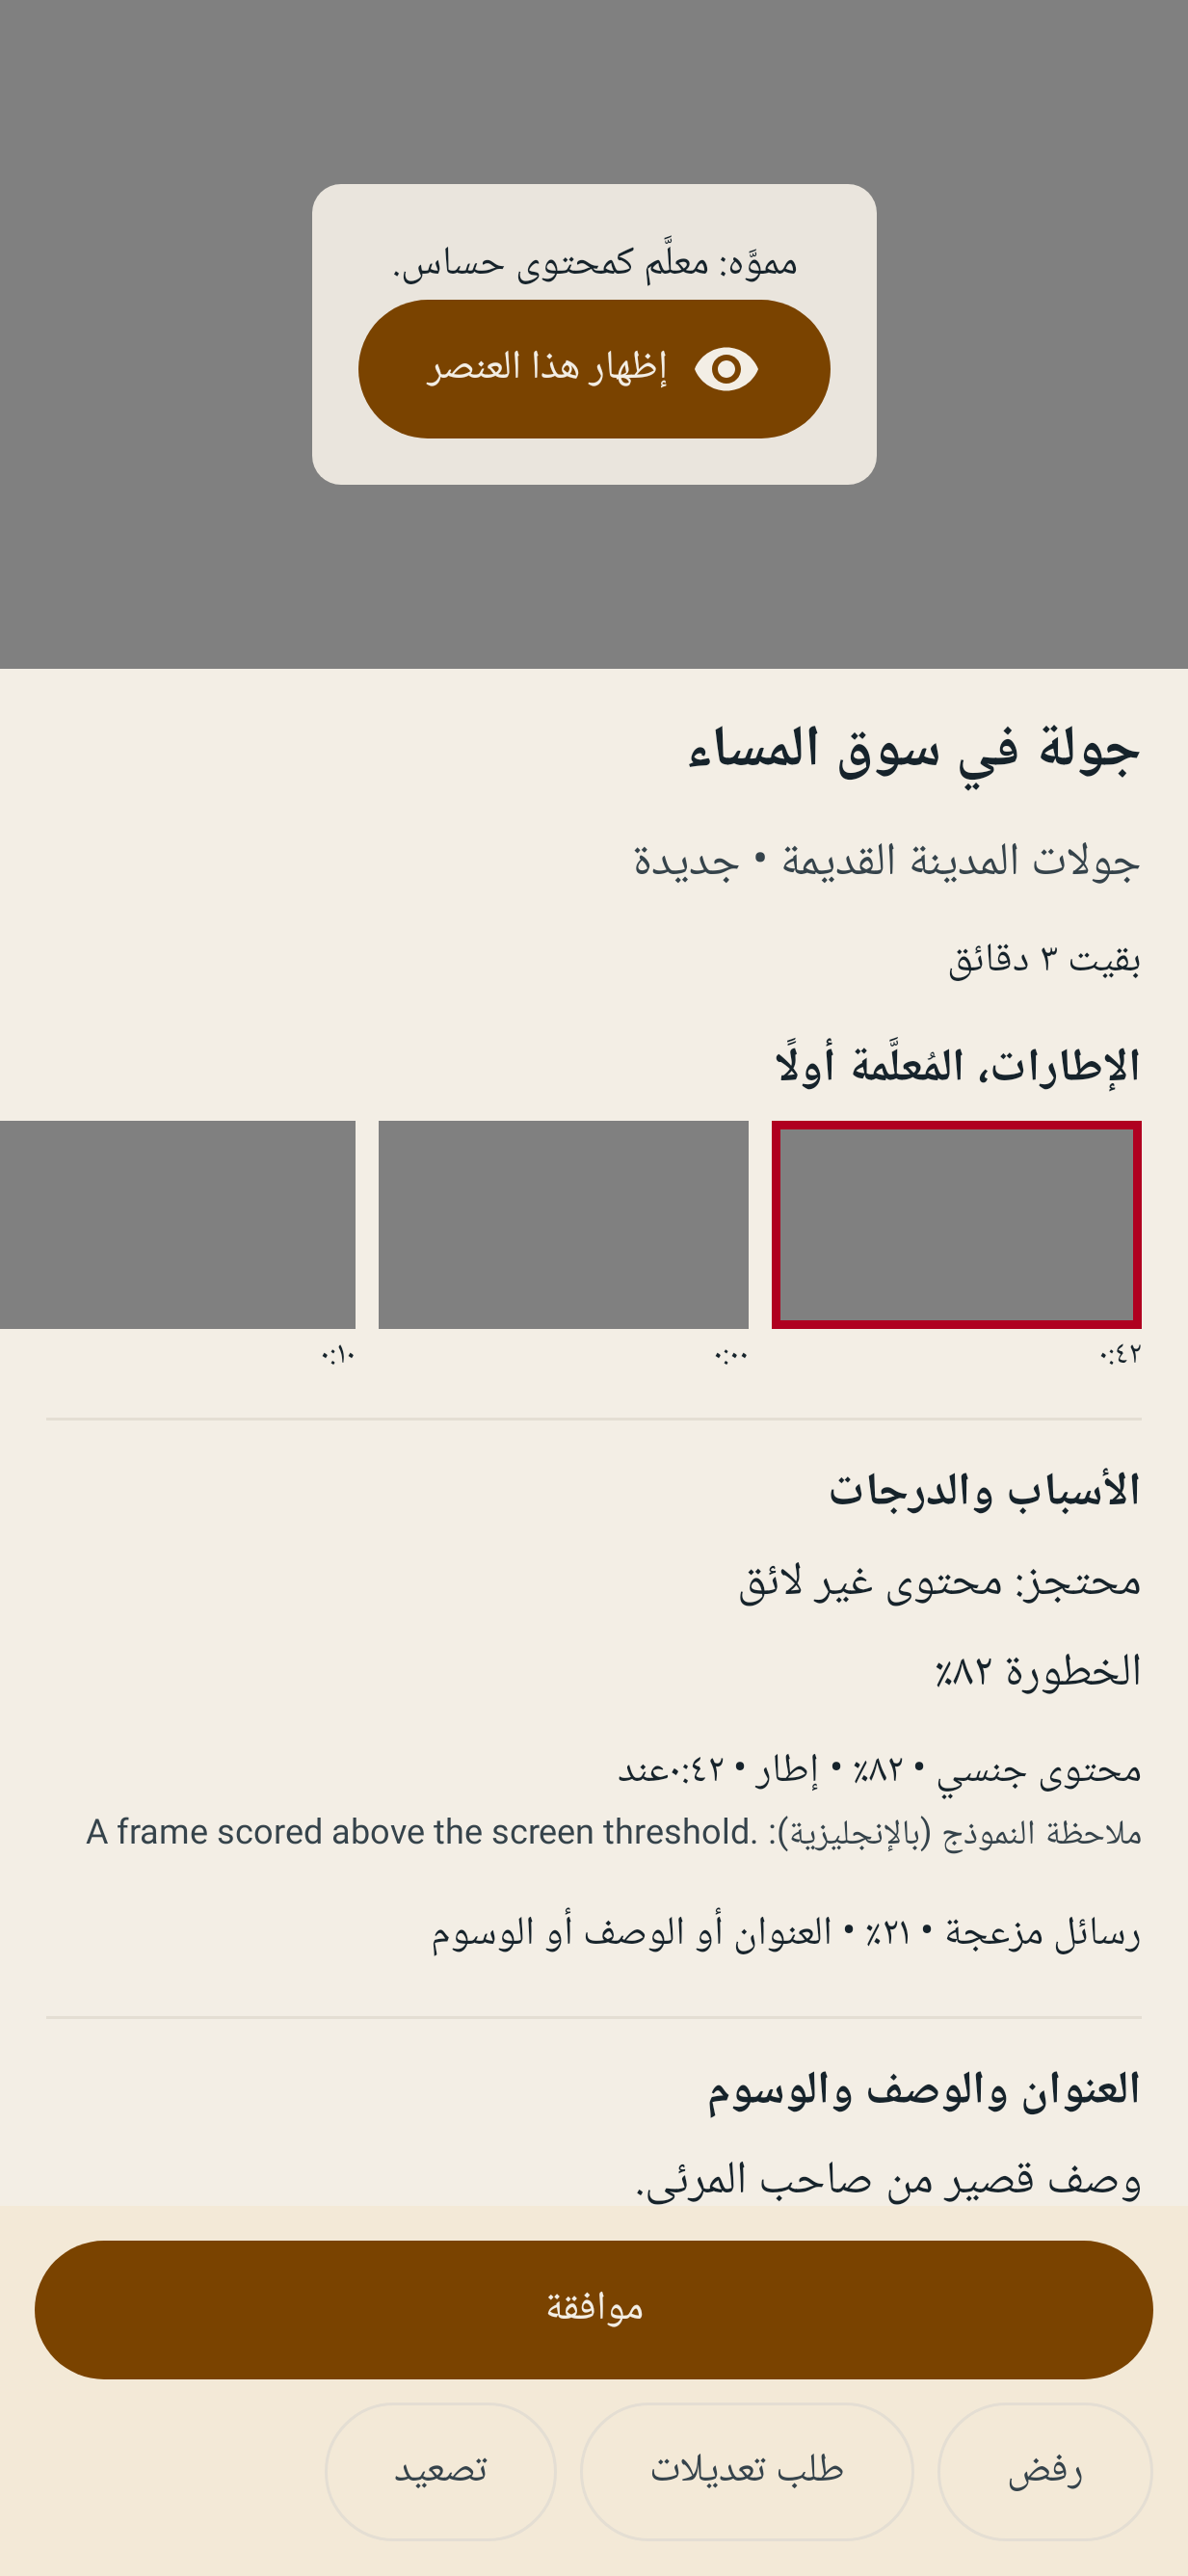 مموَّه: معلَّم كمحتوى حساس.
إظهار هذا العنصر
جولة في سوق المساء
جولات المدينة القديمة • جديدة
بقيت ٣ دقائق
الإطارات، المُعلَّمة أولًا
٠:٤٢
٠:٠٠
٠:١٠
الأسباب والدرجات
محتجز: محتوى غير لائق
الخطورة ٨٢٪
محتوى جنسي • ٨٢٪ • إطار • ٠:٤٢عند
ملاحظة النموذج (بالإنجليزية): A frame scored above the screen threshold.
رسائل مزعجة • ٢١٪ • العنوان أو الوصف أو الوسوم
العنوان والوصف والوسوم
وصف قصير من صاحب المرئي.
موافقة
رفض
طلب تعديلات
تصعيد